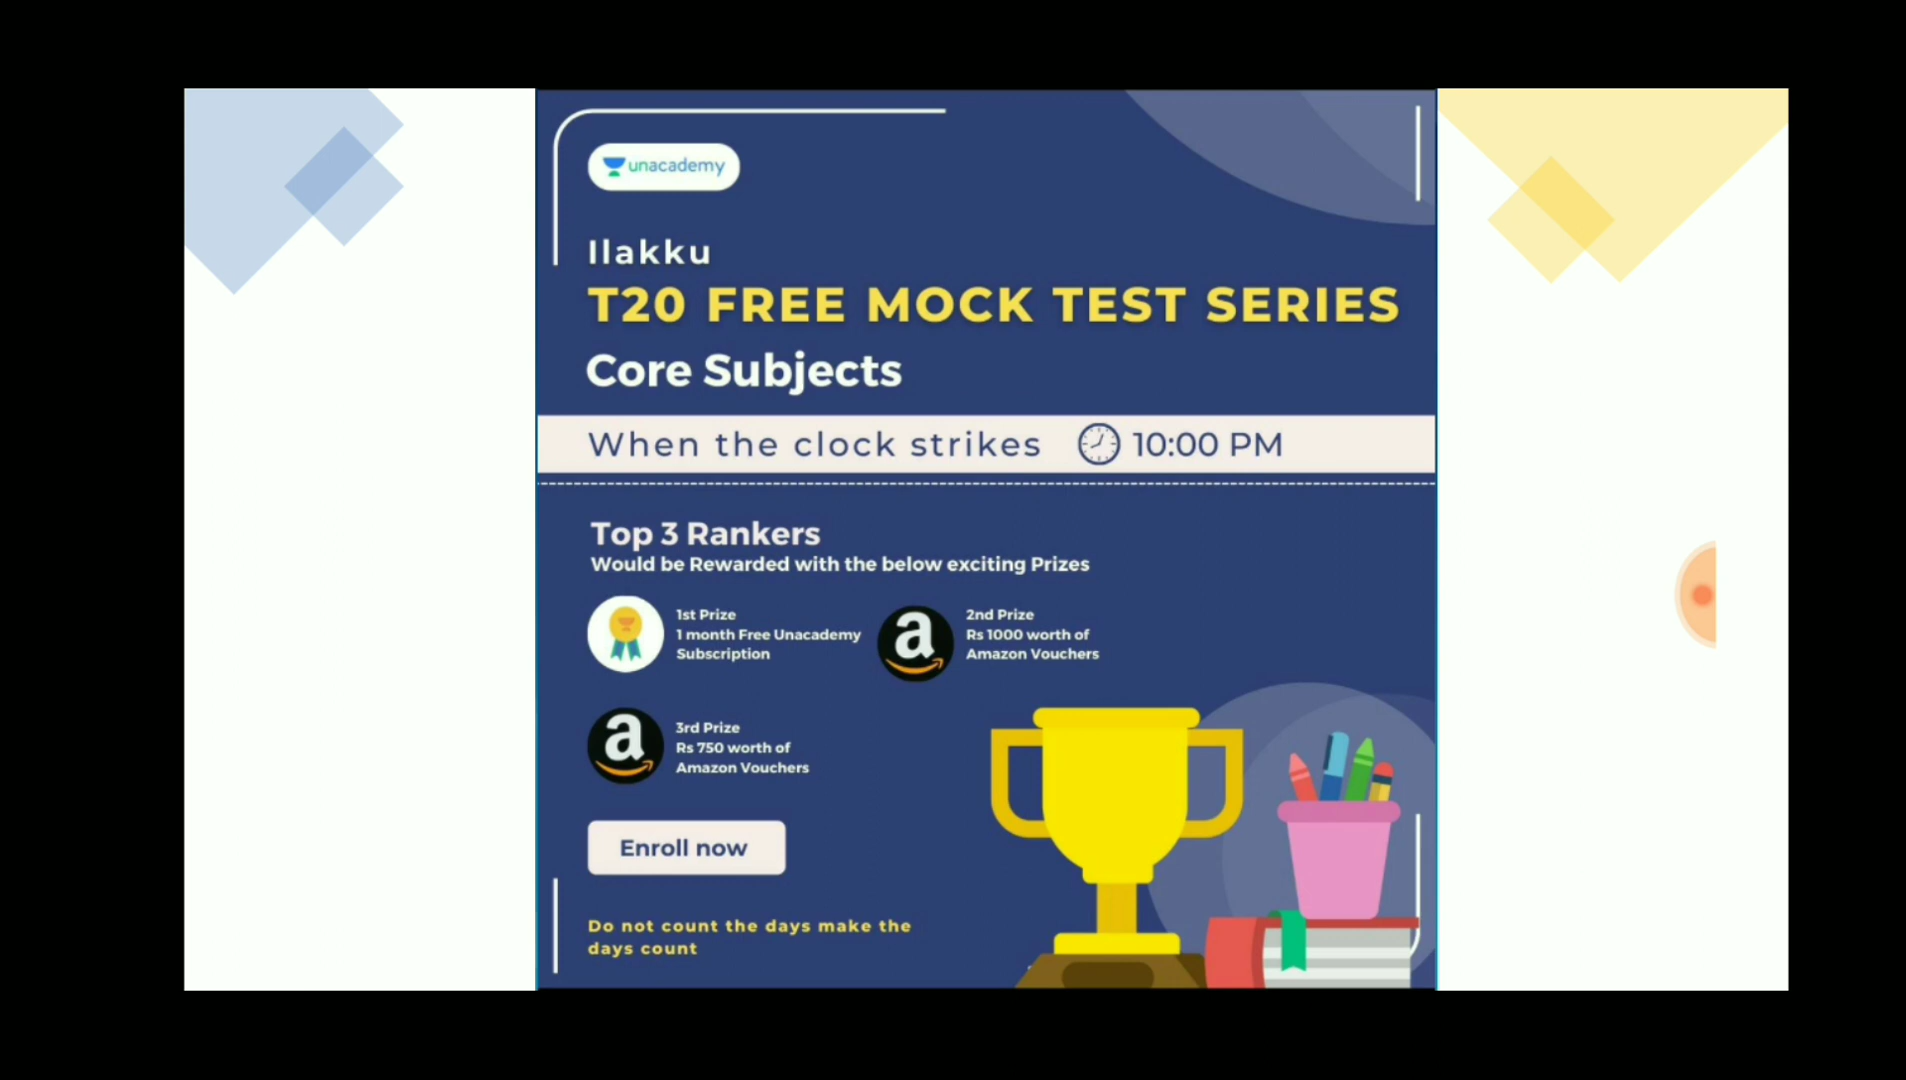 unacademy
Ilakku
T20 FREE MOCK TEST SERIES
Core Subjects
When the clock strikes 10:00 PM
Top 3 Rankers
Would be Rewarded with the below exciting Prizes
1st Prize
1 month Free Unacademy
Subscription
2nd Prize
Rs 1000 worth of
Amazon Vouchers
3rd Prize
Rs 750 worth of
Amazon Vouchers
Enroll now
Do not count the days make the
days count